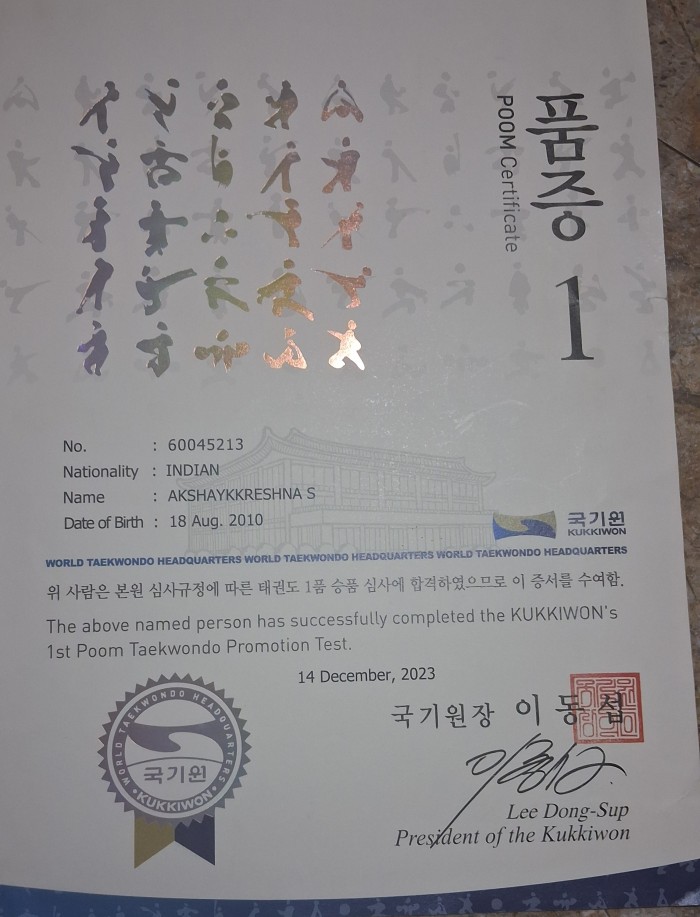 품증
POOM Certificate
1
No. : 60045213
Nationality : INDIAN
Name : AKSHAYKKRESHNA S
Date of Birth : 18 Aug. 2010
국기원
KUKKIWON
WORLD TAEKWONDO HEADQUARTERS WORLD TAEKWONDO HEADQUARTERS WORLD TAEKWONDO HEADQUARTERS
위 사람은 본원 심사규정에 따른 태권도 1품 승품 심사에 합격하였으므로 이 증서를 수여함.
The above named person has successfully completed the KUKKIWON's
1st Poom Taekwondo Promotion Test.
14 December, 2023
국기원장 이동섭
WORLD TAEKWONDO HEADQUARTERS
국기원
KUKKIWON
Lee Dong-Sup
President of the Kukkiwon